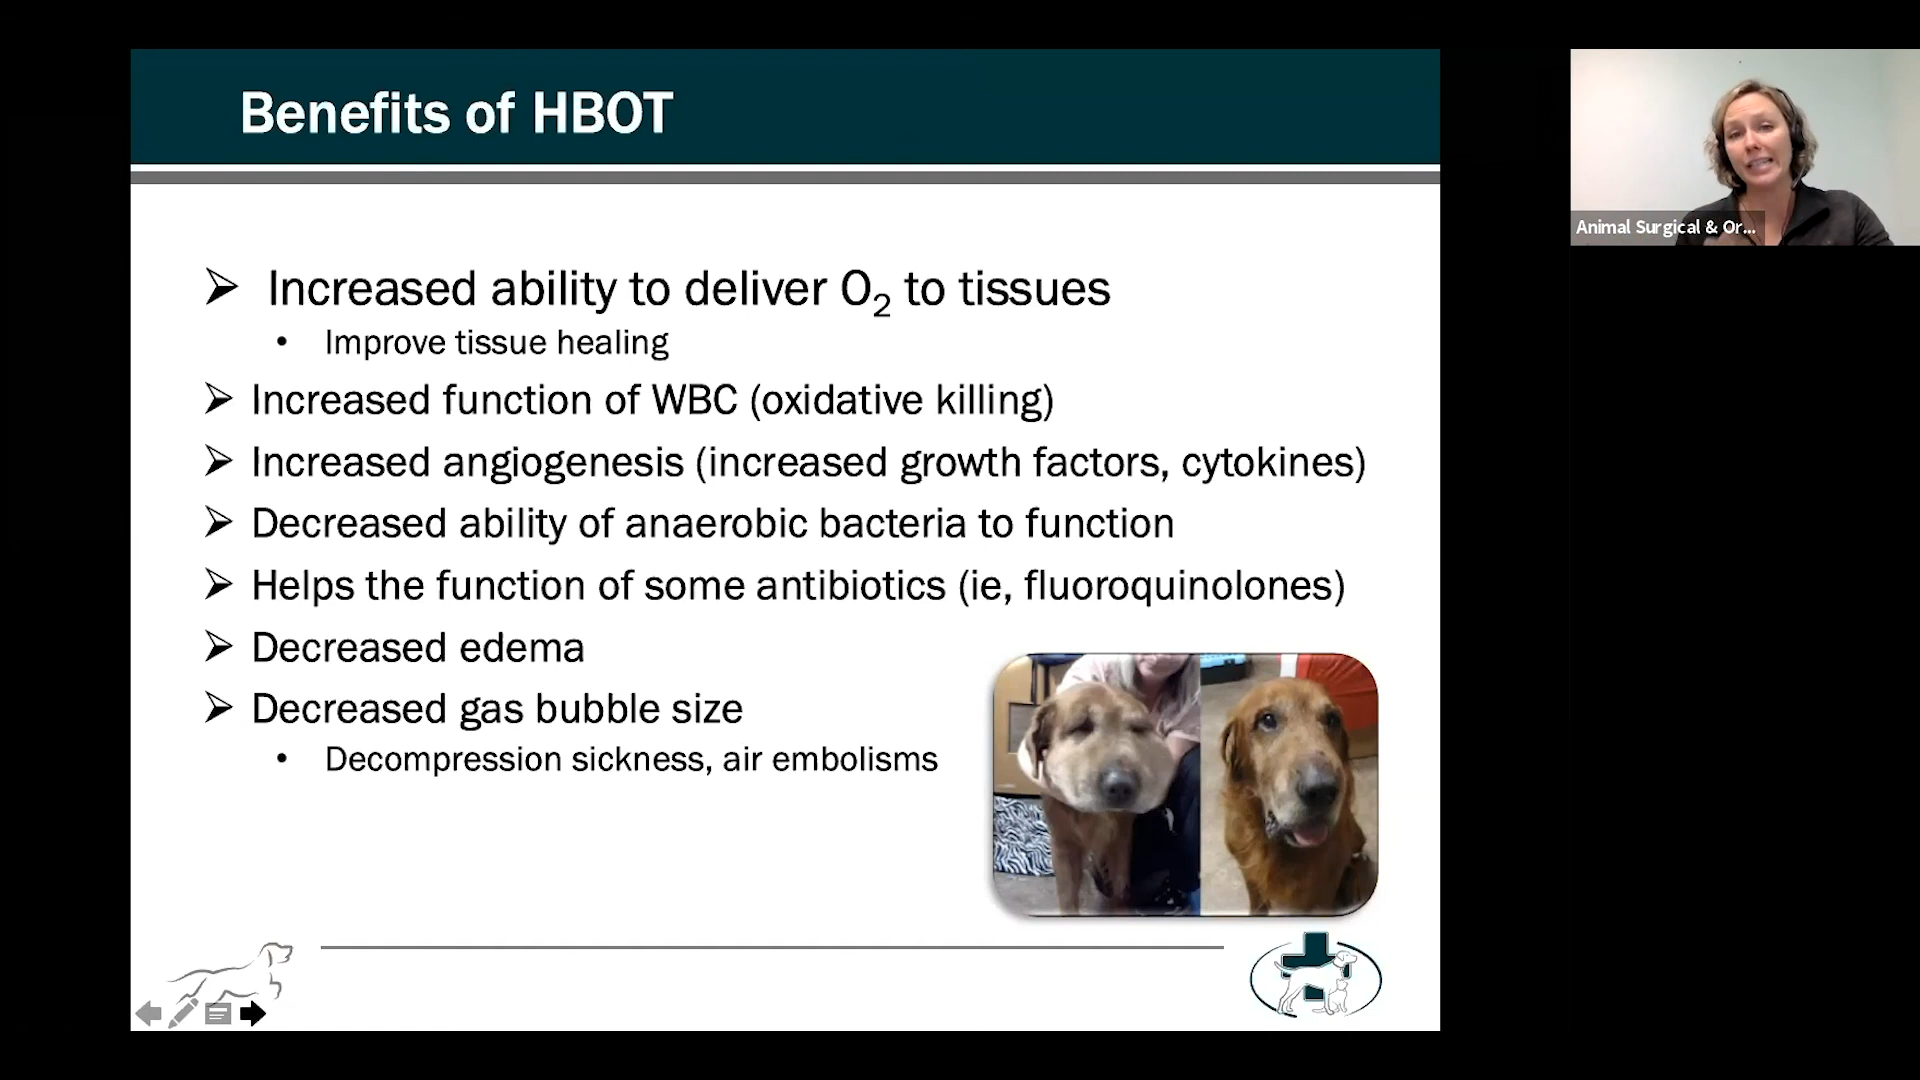 Benefits of HBOT
Animal Surgical & Or...
➢ Increased ability to deliver O₂ to tissues
• Improve tissue healing
➢ Increased function of WBC (oxidative killing)
➢ Increased angiogenesis (increased growth factors, cytokines)
➢ Decreased ability of anaerobic bacteria to function
➢ Helps the function of some antibiotics (ie, fluoroquinolones)
➢ Decreased edema
➢ Decreased gas bubble size
• Decompression sickness, air embolisms